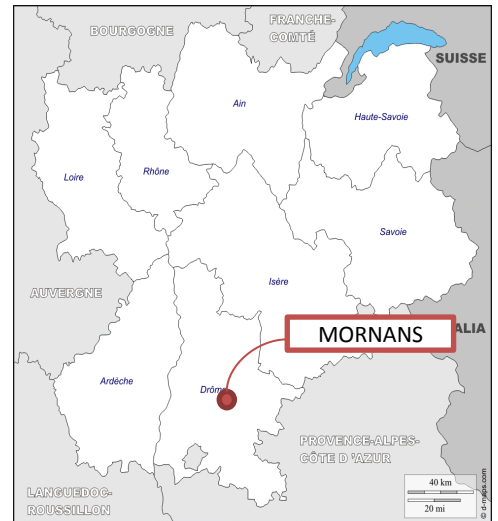 BOURGOGNE
FRANCHE-
COMTÉ
SUISSE
Ain
Haute-Savoie
Loire
Rhône
Savoie
Isère
AUVERGNE
MORNANS
ALIA
Ardèche
Drôm
PROVENCE-ALPES-
CÔTE D 'AZUR
LANGUEDOC-
ROUSSILLON
40 km
20 mi
© d-maps.com